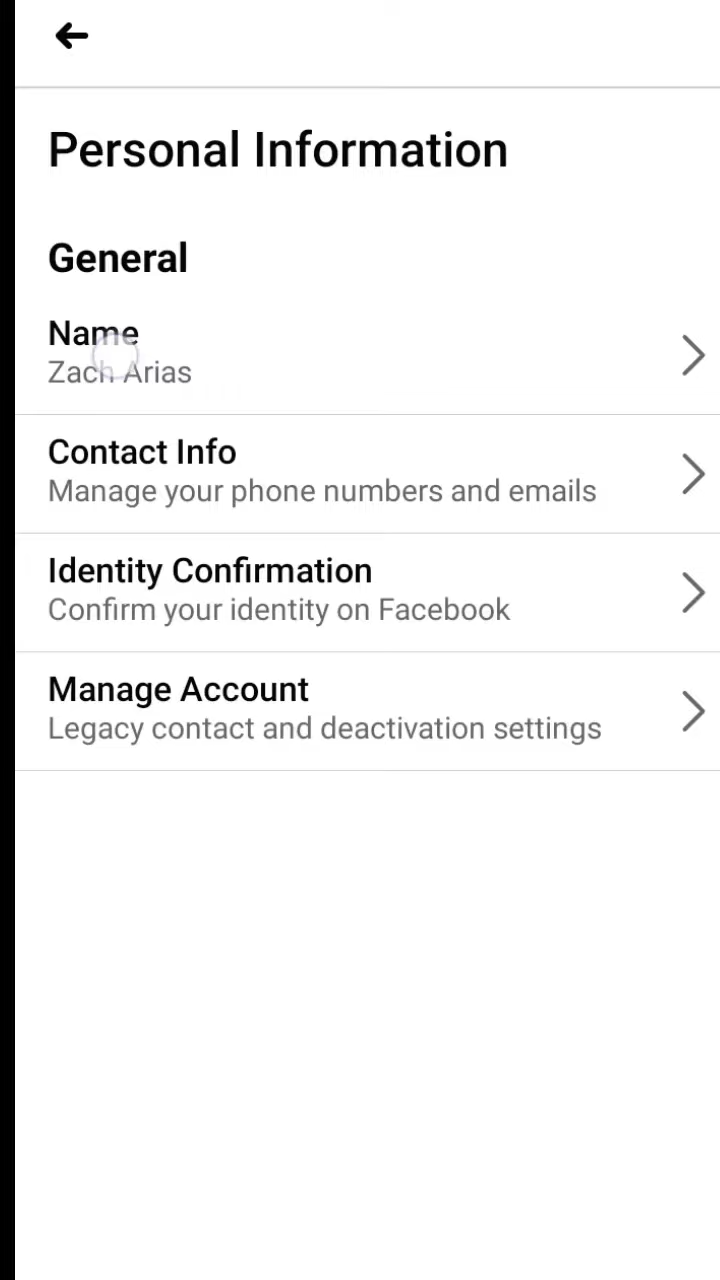 Personal Information
General
Name
Zach Arias
Contact Info
Manage your phone numbers and emails
Identity Confirmation
Confirm your identity on Facebook
Manage Account
Legacy contact and deactivation settings